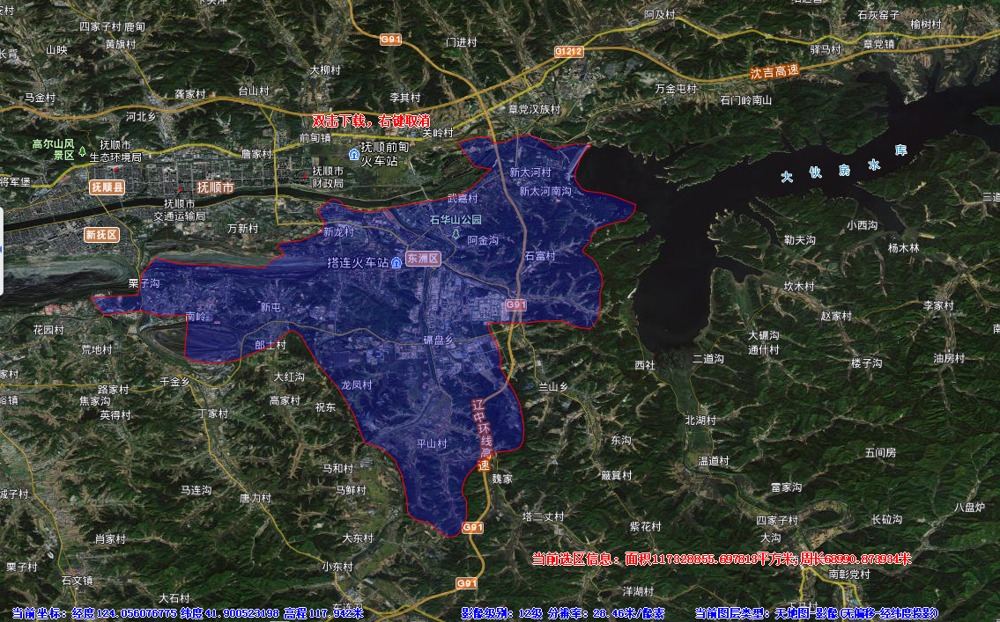 阿及村
石灰窑子
榆树村
四家子村 鹿甸
黄旗村
山映
G91
门进村
G1212
驿马村
章党镇
大柳村
沈吉高速
马金村
龚家村
台山村
李其村
万金屯村
石门岭南山
河北乡
双击下载，右键取消
章党汉族村
关岭村
前甸镇
高尔山风
景区
抚顺市
生态环境局
詹家村
抚顺前甸
火车站
大伙房水库
将军堡
抚顺县
抚顺市
抚顺市
财政局
新太河村
新太河南沟
武嘉村
抚顺市
交通运输局
石华山公园
万新村
新抚区
新龙村
阿金沟
小西沟
勒夫沟
杨木林
搭连火车站
东洲区
石富村
栗子沟
坎木村
新屯
G91
李家村
南岭
赵家村
花园村
郎士村
碾盘乡
大碾沟
通什村
荒地村
西社
二道沟
楼子沟
油房村
千金乡
大红沟
龙凤村
兰山乡
路家村
焦家沟
英得村
高家村
祝东
丁家村
辽中环线高速
北湖村
平山村
东沟
五间房
温道村
马和村
魏家
簸箕村
马连沟
马鲜村
雷家沟
唐力村
塔二丈村
四家子村
长砬沟
八盘炉
紫花村
G91
大沟
肖家村
大东村
当前选区信息：面积117328855.697813平方米,周长68990.873934米
栗子村
小东村
南彰党村
石文镇
G91
洋湖村
大石村
当前坐标：经度124.056076775 纬度41.900523198 高程117.942米
影像级别：12级 分辨率：28.46米/像素
当前图层类型：天地图-影像(无偏移-经纬度投影)